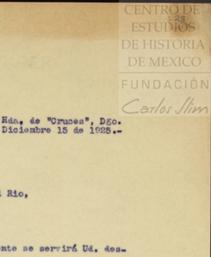 CENTRO DE
ESTUDIOS
DE HISTORIA
DE MEXICO
FUNDACIÓN
Carlos Slim
Hda. de "Cruces", Dgo.
Diciembre 15 de 1925.-
Rio,
nte se servirá Ud. des-